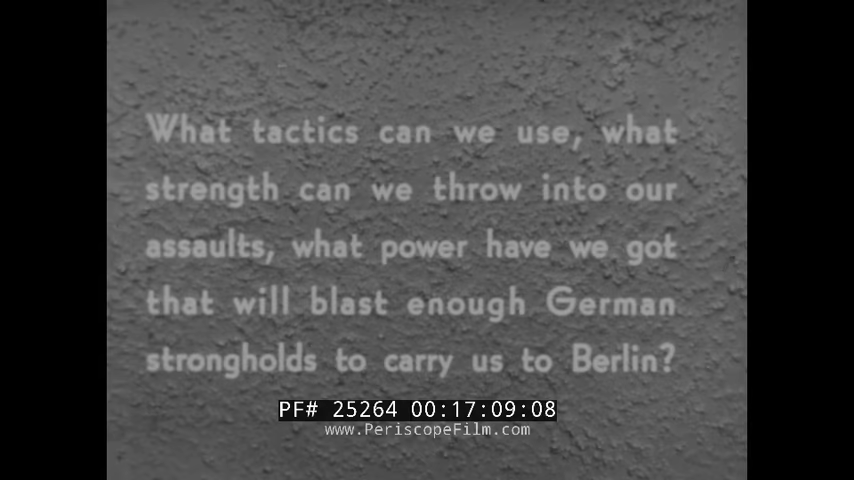 What tactics can we use, what
strength can we throw into our
assaults, what power have we got
that will blast enough German
strongholds to carry us to Berlin?
PF# 25264 00:17:09:08
www.PeriscopeFilm.com